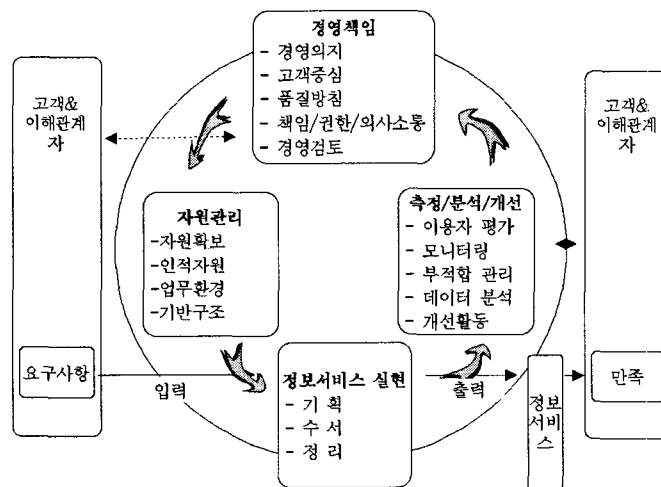 경영책임
- 경영의지
- 고객중심
- 품질방침
- 책임/권한/의사소통
- 경영검토
고객&
이해관계
자
고객&
이해관계
자
자원관리
-자원확보
-인적자원
-업무환경
-기반구조
측정/분석/개선
- 이용자 평가
- 모니터링
- 부적합 관리
- 데이터 분석
- 개선활동
요구사항
입력
정보서비스 실현
- 기 획
- 수 서
- 정 리
출력
정보
서비
스
만족